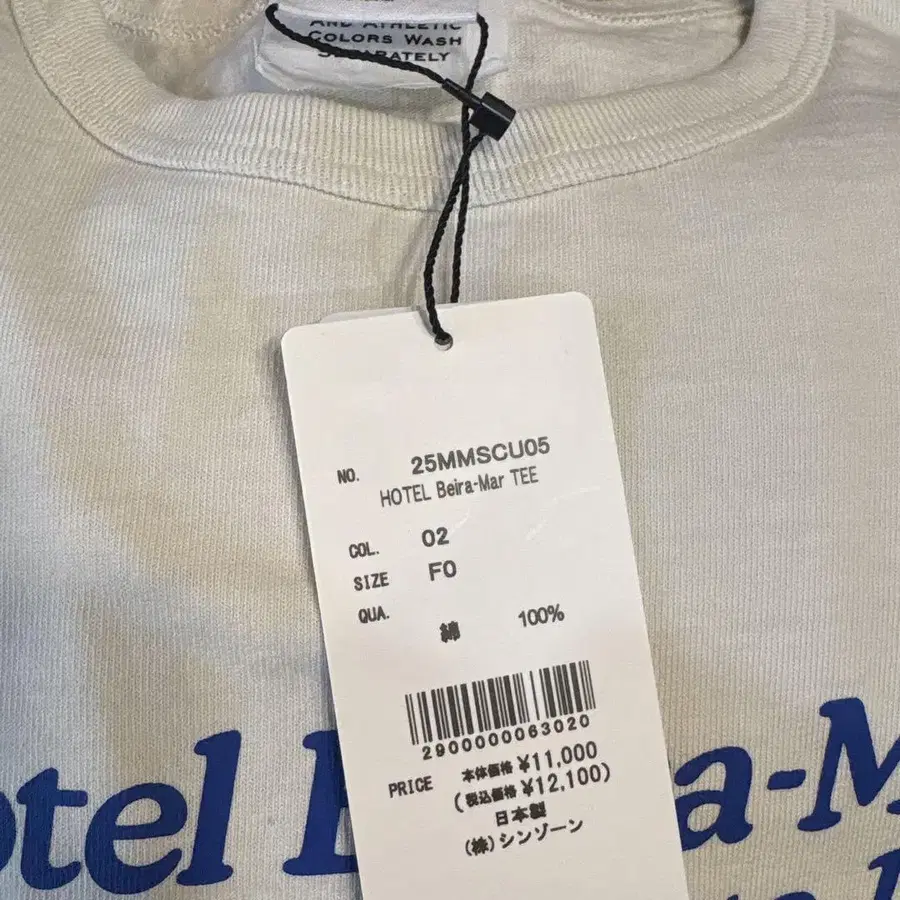 AND ATHLETIC
COLORS WASH
SEPARATELY
NO. 25MMSCU05
HOTEL Beira-Mar TEE
COL. 02
SIZE F0
QUA.
綿 100%
2900000063020
PRICE 本体価格 ¥11,000
(税込価格 ¥12,100)
日本製
(株)シンゾーン
otel B a-M